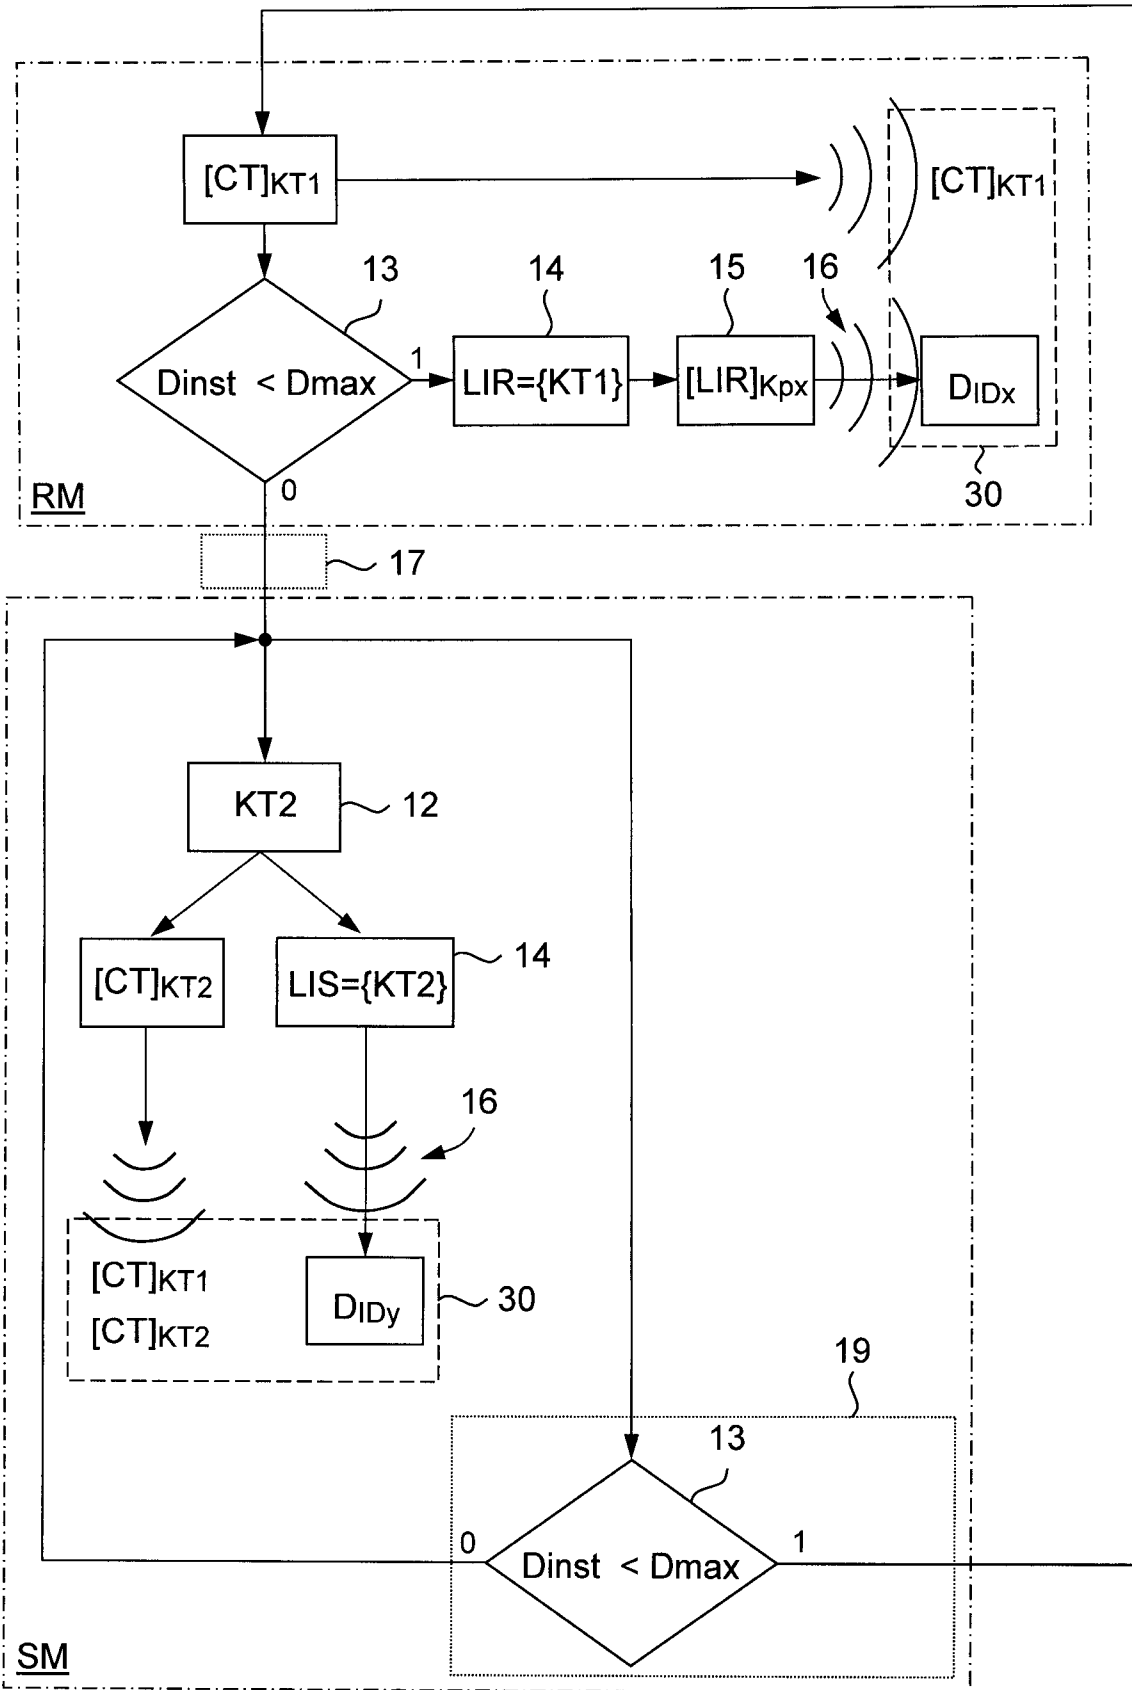 [CT]KT1
[CT]KT1
13
14
15
16
1
Dinst < Dmax
LIR={KT1}
[LIR]Kpx
DIDx
0
30
RM
17
KT2
12
[CT]KT2
LIS={KT2}
14
16
[CT]KT1
[CT]KT2
DIDy
30
19
13
0
1
Dinst < Dmax
SM